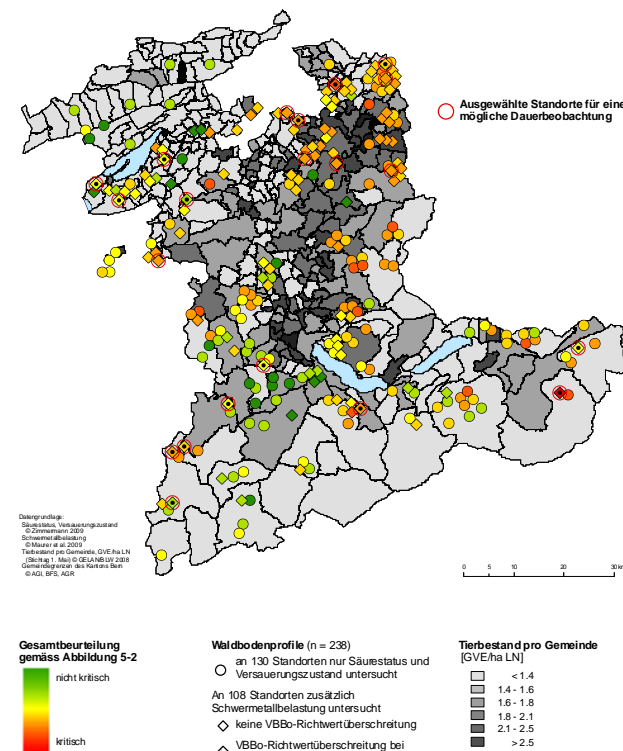 Ausgewählte Standorte für eine
mögliche Dauerbeobachtung
Datengrundlage:
Säurestatus, Versauerungszustand
© Zimmermann 2009
Schwermetallbelastung
© Maurer et al. 2009
Tierbestand pro Gemeinde, GVE/ha LN
(Stichtag 1. Mai) © GELAN/BLW 2008
Gemeindegrenzen des Kantons Bern
© AGI, BFS, AGR
0 5 10 20 30 km
Gesamtbeurteilung
gemäss Abbildung 5-2
nicht kritisch
kritisch
Waldbodenprofile (n = 238)
an 130 Standorten nur Säurestatus und
Versauerungszustand untersucht
An 108 Standorten zusätzlich
Schwermetallbelastung untersucht
keine VBBo-Richtwertüberschreitung
VBBo-Richtwertüberschreitung bei
Tierbestand pro Gemeinde
[GVE/ha LN]
< 1.4
1.4 - 1.6
1.6 - 1.8
1.8 - 2.1
2.1 - 2.5
> 2.5